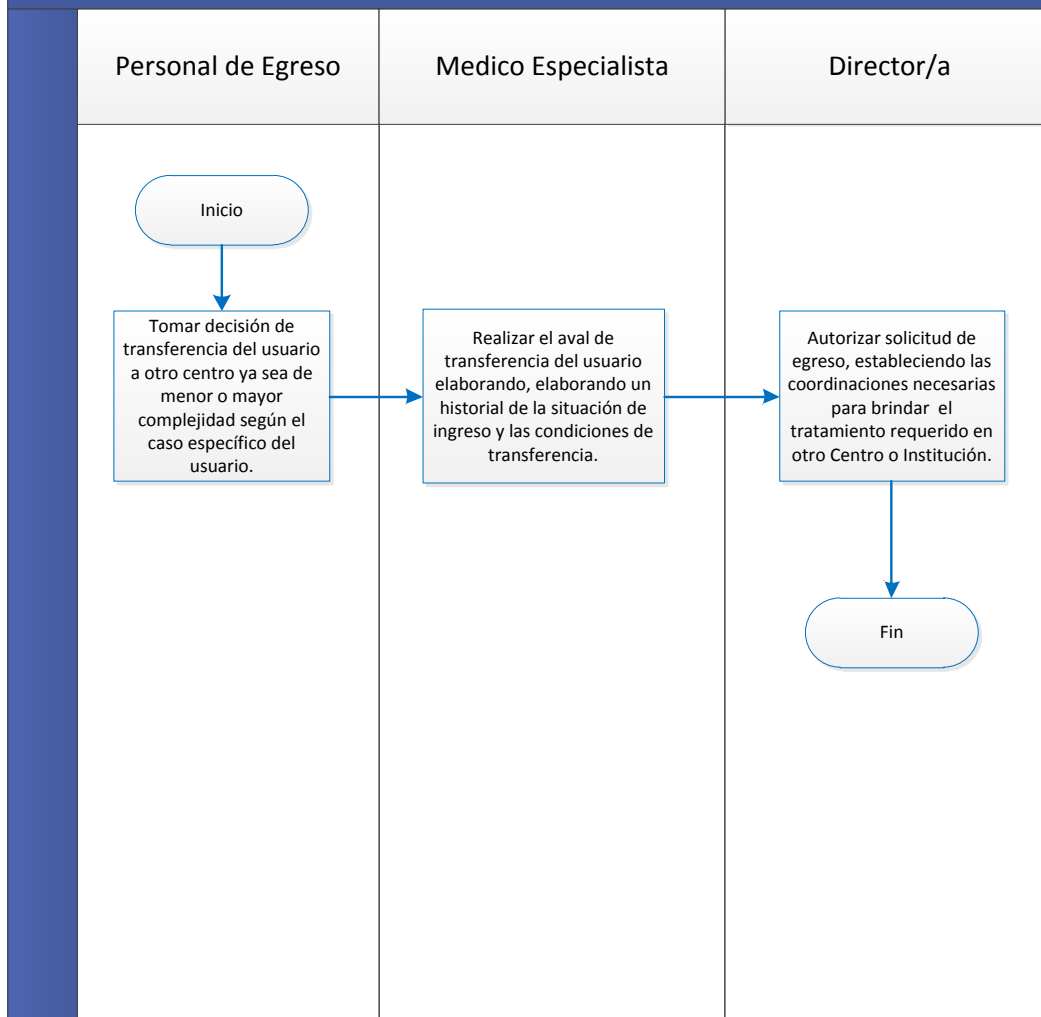 Personal de Egreso
Medico Especialista
Director/a
Inicio
Tomar decisión de
transferencia del usuario
a otro centro ya sea de
menor o mayor
complejidad según el
caso específico del
usuario.
Realizar el aval de
transferencia del usuario
elaborando, elaborando un
historial de la situación de
ingreso y las condiciones de
transferencia.
Autorizar solicitud de
egreso, estableciendo las
coordinaciones necesarias
para brindar  el
tratamiento requerido en
otro Centro o Institución.
Fin